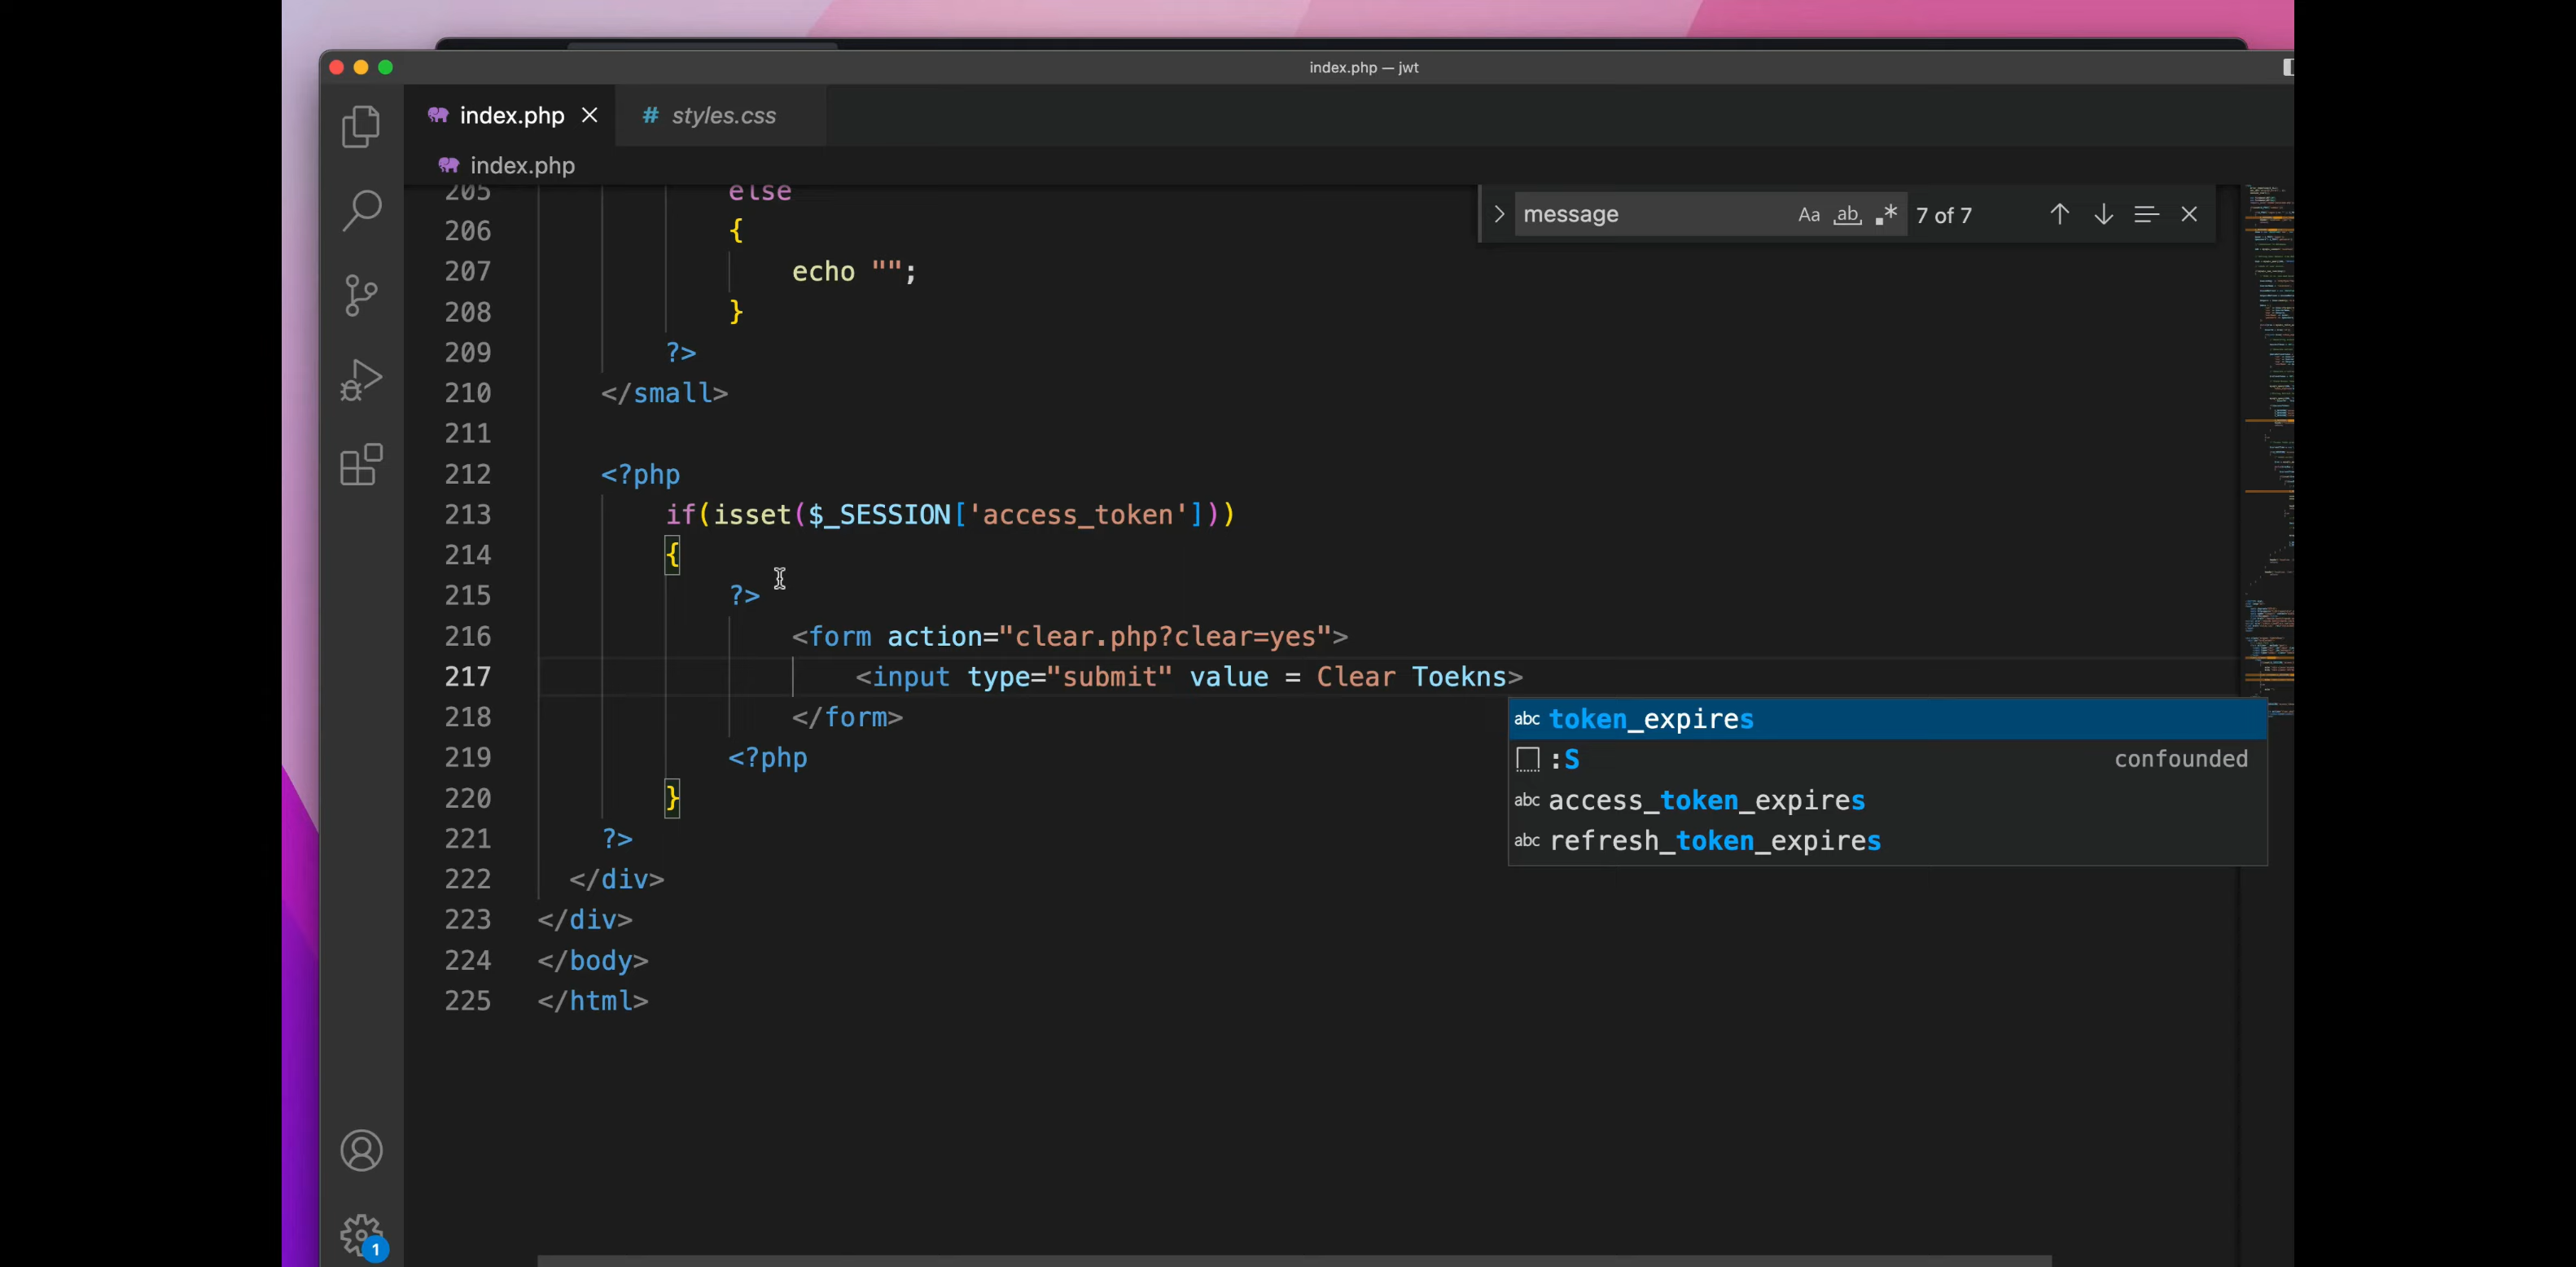 index.php — jwt
index.php
# styles.css
index.php
message Aa ab .* 7 of 7
205 else
206 {
207 echo "";
208 }
209 ?>
210 </small>
211
212 <?php
213 if(isset($_SESSION['access_token']))
214 {
215 ?>
216 <form action="clear.php?clear=yes">
217 <input type="submit" value = Clear Toekns>
218 </form>
219 <?php
220 }
221 ?>
222 </div>
223 </div>
224 </body>
225 </html>
abc token_expires
:S confounded
abc access_token_expires
abc refresh_token_expires
1